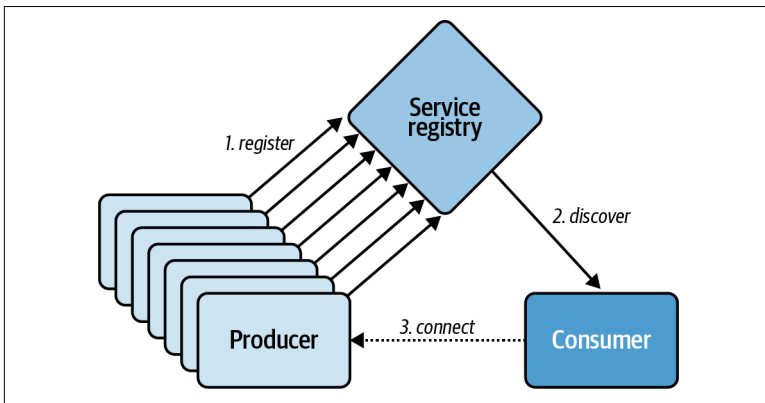 Service
registry
1. register
2. discover
Producer
3. connect
Consumer